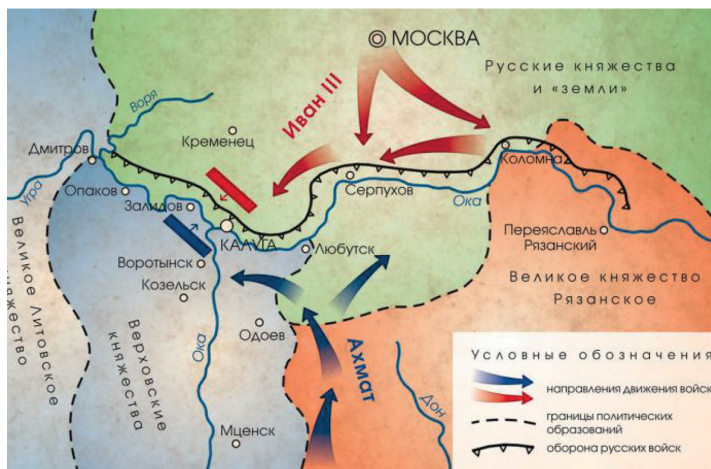 МОСКВА
Русские княжества
и «земли»
Воря
Иван III
Кременец
Дмитров
Коломна
Угра
Опаков
Серпухов
Залидов
Ока
КАЛУГА
Любутск
Переяславль
Рязанский
Воротынск
Козельск
Великое княжество
Рязанское
Великое Литовское
княжество
Верховские
княжества
Ока
Одоев
Ахмат
Дон
Мценск
Условные обозначения
направления движения войск
границы политических
образований
оборона русских войск